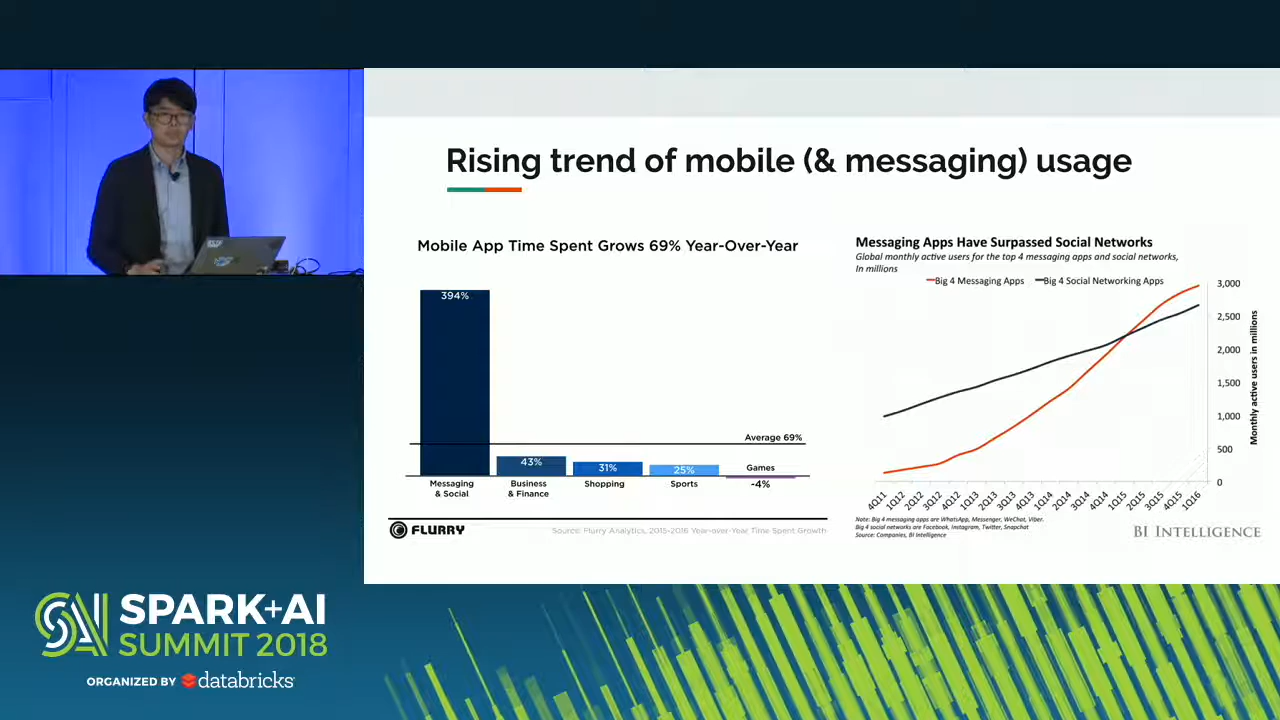 Rising trend of mobile (& messaging) usage
Mobile App Time Spent Grows 69% Year-Over-Year
394%
Average 69%
43%
31%
25%
Games
-4%
Messaging
& Social
Business
& Finance
Shopping
Sports
FLURRY
Source: Flurry Analytics, 2015-2016 Year-over-Year Time Spent Growth
Messaging Apps Have Surpassed Social Networks
Global monthly active users for the top 4 messaging apps and social networks,
In millions
Big 4 Messaging Apps
Big 4 Social Networking Apps
3,000
2,500
2,000
1,500
1,000
500
0
Monthly active users in millions
4Q11
1Q12
2Q12
3Q12
4Q12
1Q13
2Q13
3Q13
4Q13
1Q14
2Q14
3Q14
4Q14
1Q15
2Q15
3Q15
4Q15
1Q16
Note: Big 4 messaging apps are WhatsApp, Messenger, WeChat, Viber.
Big 4 social networks are Facebook, Instagram, Twitter, Snapchat
Source: Companies, BI Intelligence
BI INTELLIGENCE
SAI
SPARK+AI
SUMMIT 2018
ORGANIZED BY databricks